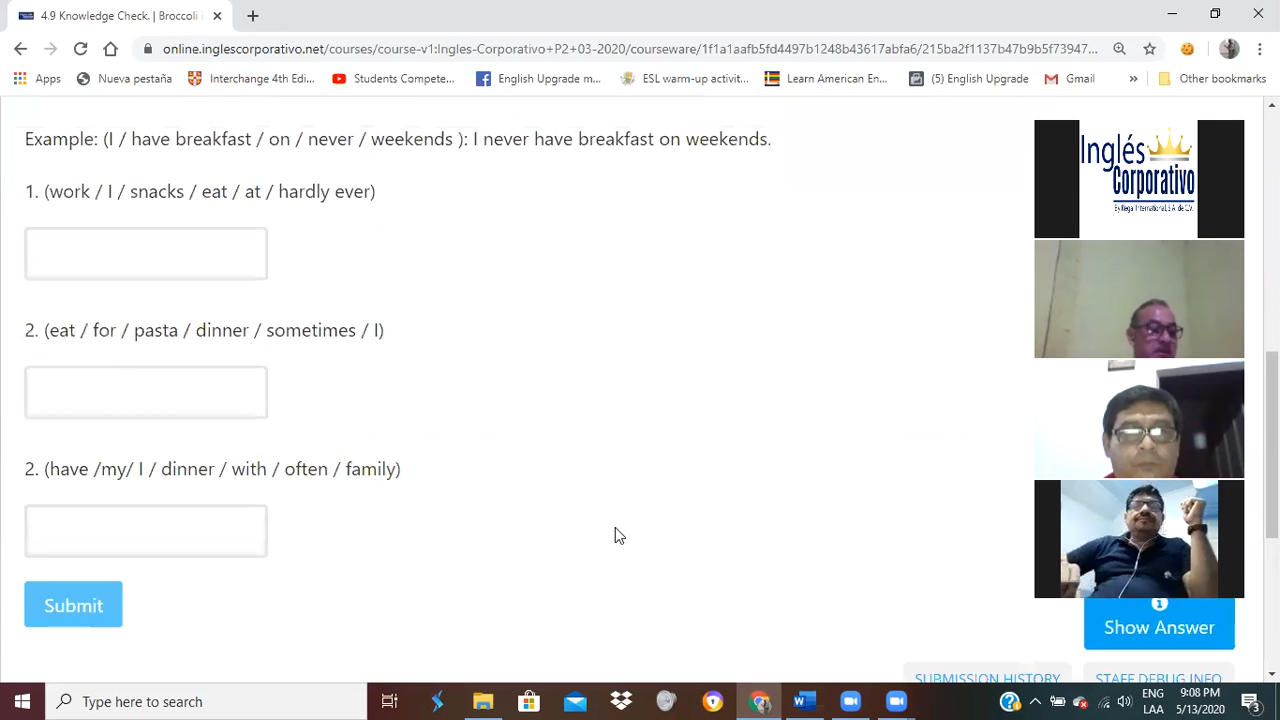 4.9 Knowledge Check. | Broccoli i
online.inglescorporativo.net/courses/course-v1:Ingles-Corporativo+P2+03-2020/courseware/1f1a1aafb5fd4497b1248b43617abfa6/215ba2f1137b47b9b5f73947...
Apps Nueva pestaña Interchange 4th Edi... Students Compete... English Upgrade m... ESL warm-up activit... Learn American En... (5) English Upgrade Gmail » Other bookmarks
Example: (I / have breakfast / on / never / weekends ): I never have breakfast on weekends.
1. (work / I / snacks / eat / at / hardly ever)
2. (eat / for / pasta / dinner / sometimes / I)
2. (have /my/ I / dinner / with / often / family)
Submit
Inglés
Corporativo
By Rega International, S.A. de C.V.
Show Answer
SUBMISSION HISTORY STAFF DEBUG INFO
Type here to search
ENG 9:08 PM
LAA 5/13/2020
3